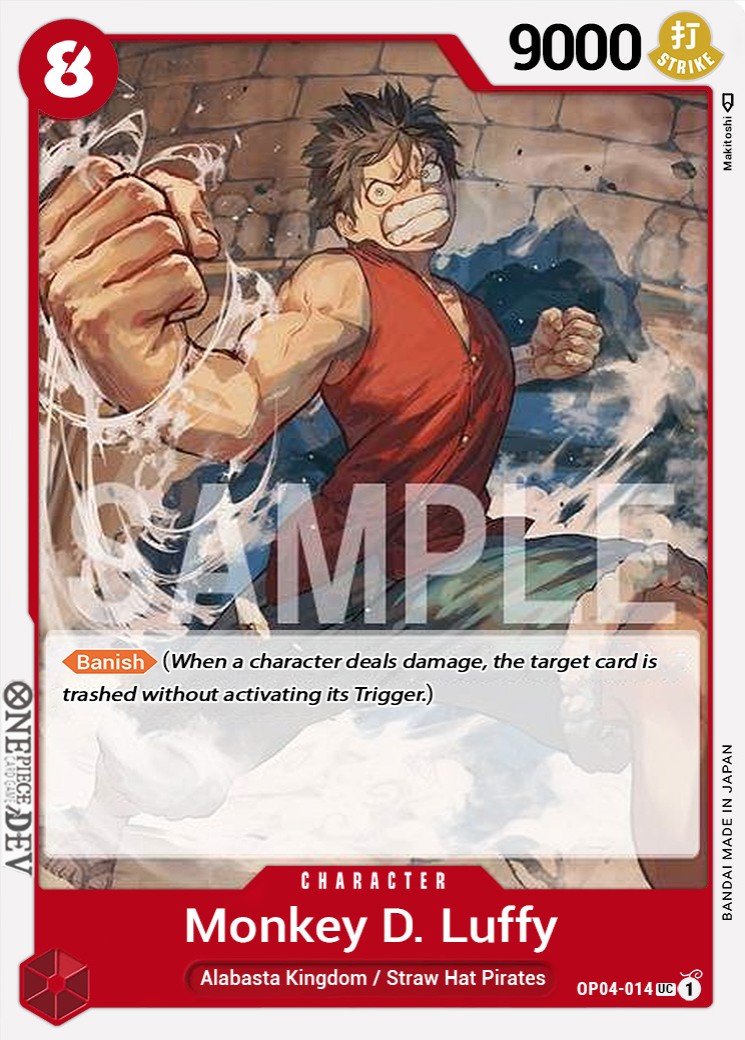 8
9000
打
STRIKE
Makitoshi
SAMPLE
Banish (When a character deals damage, the target card is
trashed without activating its Trigger.)
ONE PIECE
CARD GAME
DEV
BANDAI MADE IN JAPAN
CHARACTER
Monkey D. Luffy
Alabasta Kingdom / Straw Hat Pirates
OP04-014 UC 1